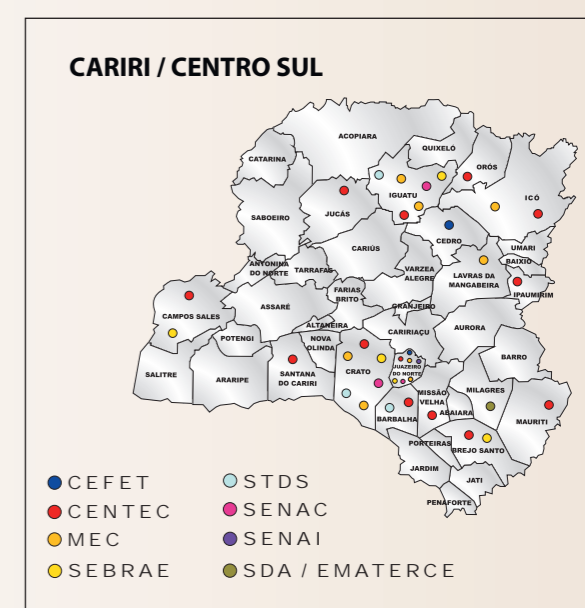 CARIRI / CENTRO SUL
ACOPIARA
QUIXELÓ
CATARINA
ORÓS
IGUATU
ICÓ
JUCÁS
SABOEIRO
CEDRO
CARIÚS
UMARI
BAIXIO
ANTONINA
DO NORTE
TARRAFAS
VARZEA
ALEGRE
LAVRAS DA
MANGABEIRA
IPAUMIRIM
FARIAS
BRITO
GRANJEIRO
ASSARÉ
CAMPOS SALES
ALTANEIRA
CARIRIAÇU
AURORA
POTENGI
NOVA
OLINDA
BARRO
CRATO
JUAZEIRO
DO NORTE
SALITRE
ARARIPE
SANTANA
DO CARIRI
MISSÃO
VELHA
MILAGRES
ABAIARA
BARBALHA
MAURITI
PORTEIRAS
BREJO SANTO
JARDIM
JATI
PENAFORTE
CEFET
CENTEC
MEC
SEBRAE
STDS
SENAC
SENAI
SDA / EMATERCE